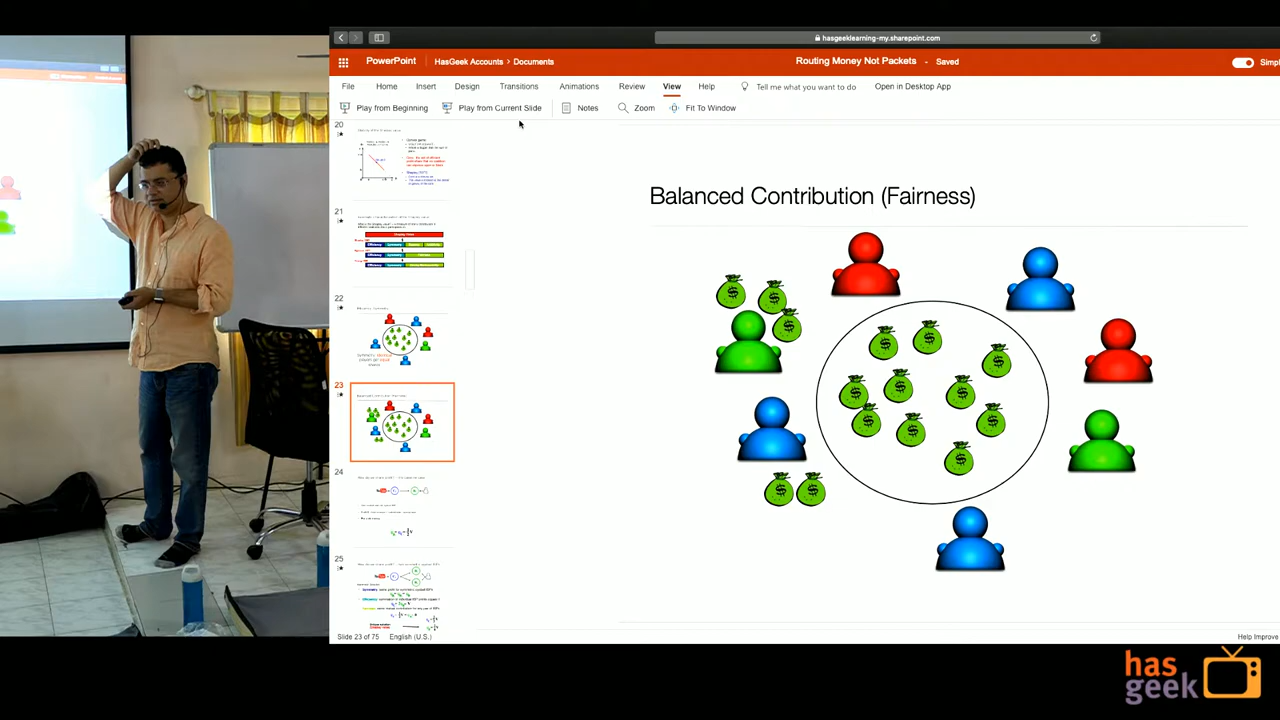 hasgeeklearning-my.sharepoint.com
PowerPoint
HasGeek Accounts > Documents
Routing Money Not Packets - Saved
Simpl
File
Home
Insert
Design
Transitions
Animations
Review
View
Help
Tell me what you want to do
Open in Desktop App
Play from Beginning
Play from Current Slide
Notes
Zoom
Fit To Window
20
21
22
23
24
25
Balanced Contribution (Fairness)
Slide 23 of 75
English (U.S.)
Help Improve
has
geek